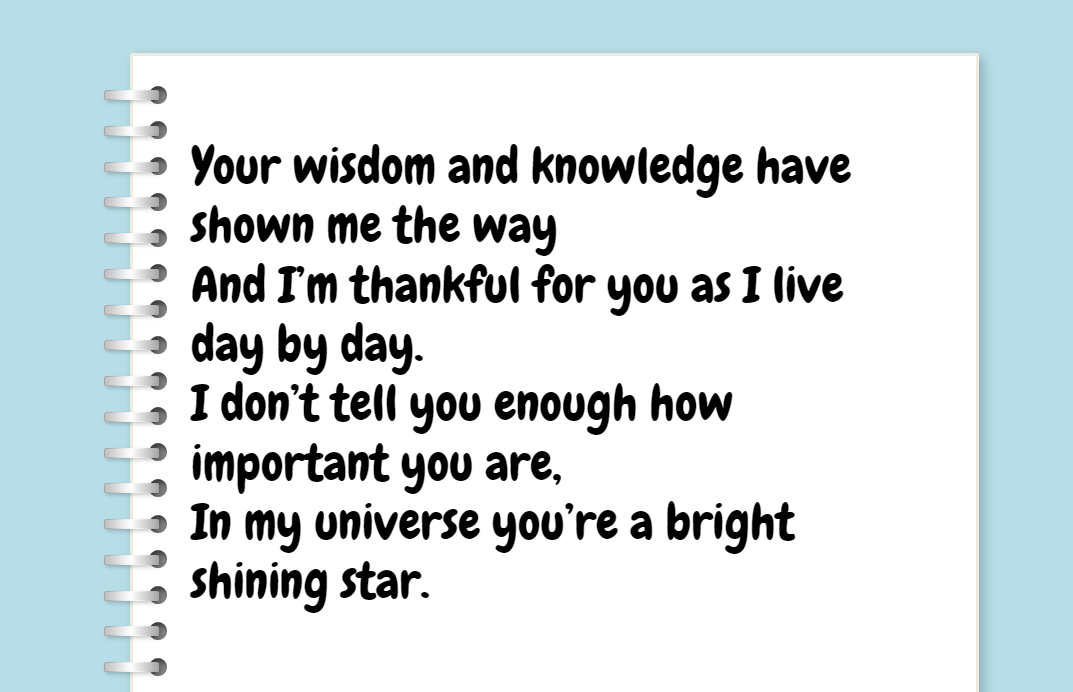 Your wisdom and knowledge have
shown me the way
And I’m thankful for you as I live
day by day.
I don’t tell you enough how
important you are,
In my universe you’re a bright
shining star.